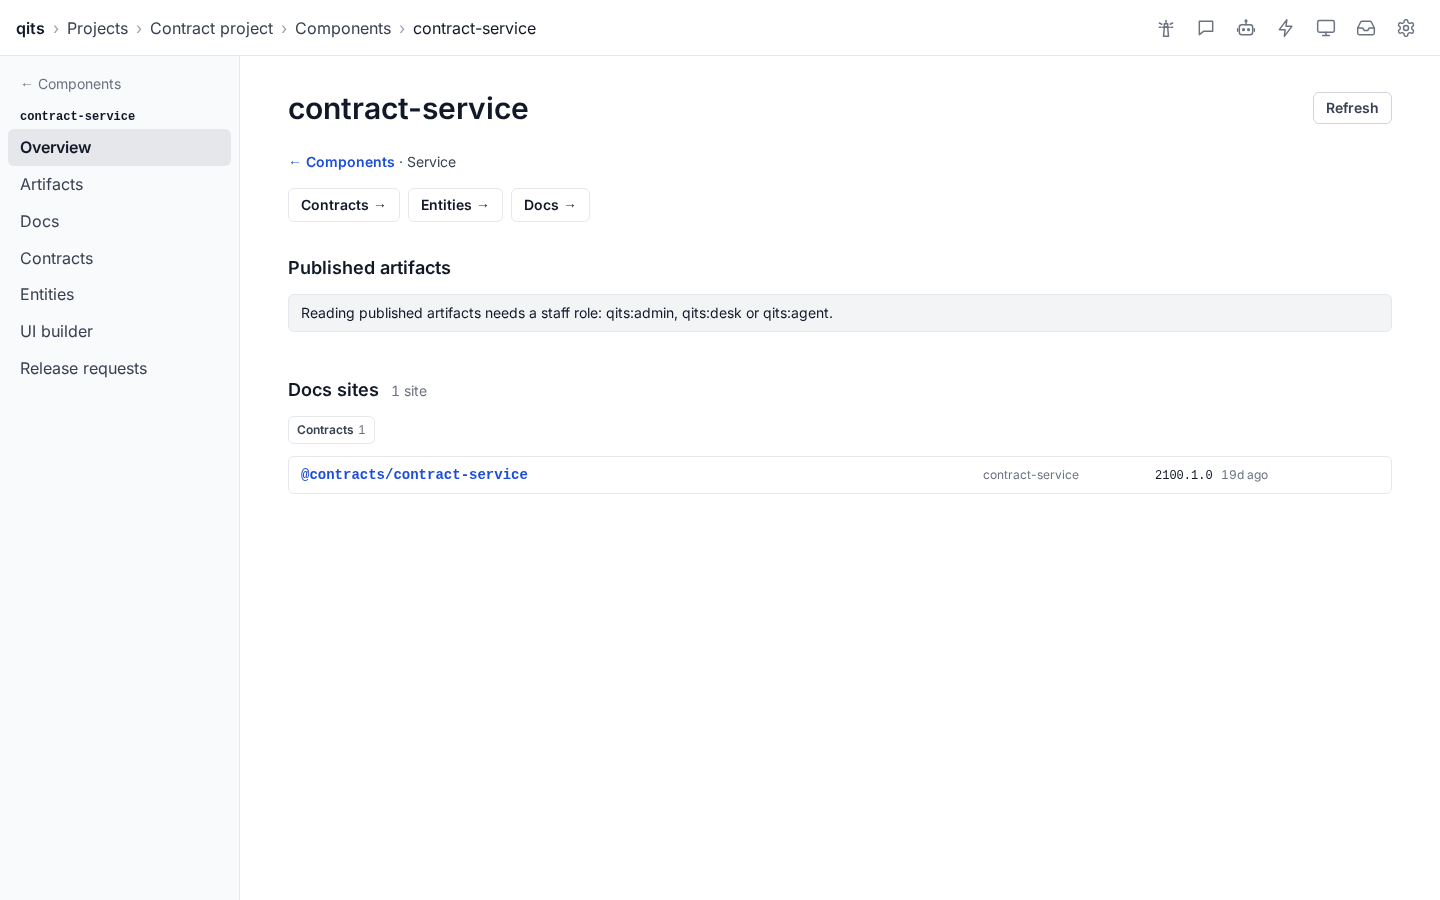 qits › Projects › Contract project › Components › contract-service
← Components
contract-service
Overview
Artifacts
Docs
Contracts
Entities
UI builder
Release requests
contract-service
Refresh
← Components · Service
Contracts →
Entities →
Docs →
Published artifacts
Reading published artifacts needs a staff role: qits:admin, qits:desk or qits:agent.
Docs sites 1 site
Contracts 1
@contracts/contract-service contract-service 2100.1.0 19d ago